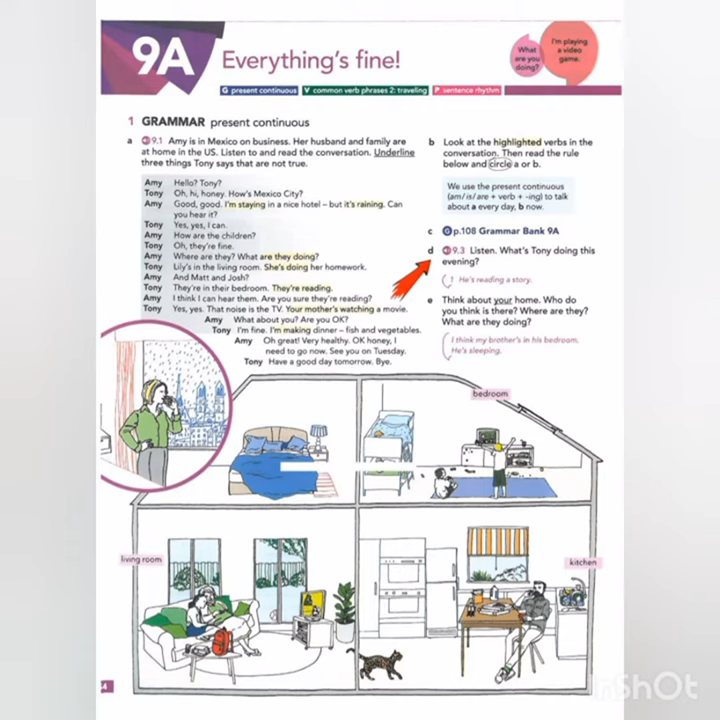 9A
Everything's fine!
What are you doing?
I'm playing a video game.
G present continuous V common verb phrases 2: traveling P sentence rhythm
1 GRAMMAR present continuous
a 9.1 Amy is in Mexico on business. Her husband and family are
at home in the US. Listen to and read the conversation. Underline
three things Tony says that are not true.
Amy Hello? Tony?
Tony Oh, hi, honey. How's Mexico City?
Amy Good, good. I'm staying in a nice hotel – but it's raining. Can
you hear it?
Tony Yes, yes, I can.
Amy How are the children?
Tony Oh, they're fine.
Amy Where are they? What are they doing?
Tony Lily's in the living room. She's doing her homework.
Amy And Matt and Josh?
Tony They're in their bedroom. They're reading.
Amy I think I can hear them. Are you sure they're reading?
Tony Yes, yes. That noise is the TV. Your mother's watching a movie.
Amy What about you? Are you OK?
Tony I'm fine. I'm making dinner – fish and vegetables.
Amy Oh great! Very healthy. OK honey, I
need to go now. See you on Tuesday.
Tony Have a good day tomorrow. Bye.
b Look at the highlighted verbs in the
conversation. Then read the rule
below and circle a or b.
We use the present continuous
(am / is / are + verb + -ing) to talk
about a every day, b now.
c G p.108 Grammar Bank 9A
d 9.3 Listen. What's Tony doing this
evening?
1 He's reading a story.
e Think about your home. Who do
you think is there? Where are they?
What are they doing?
I think my brother's in his bedroom.
He's sleeping.
bedroom
living room
kitchen
4
InShOt